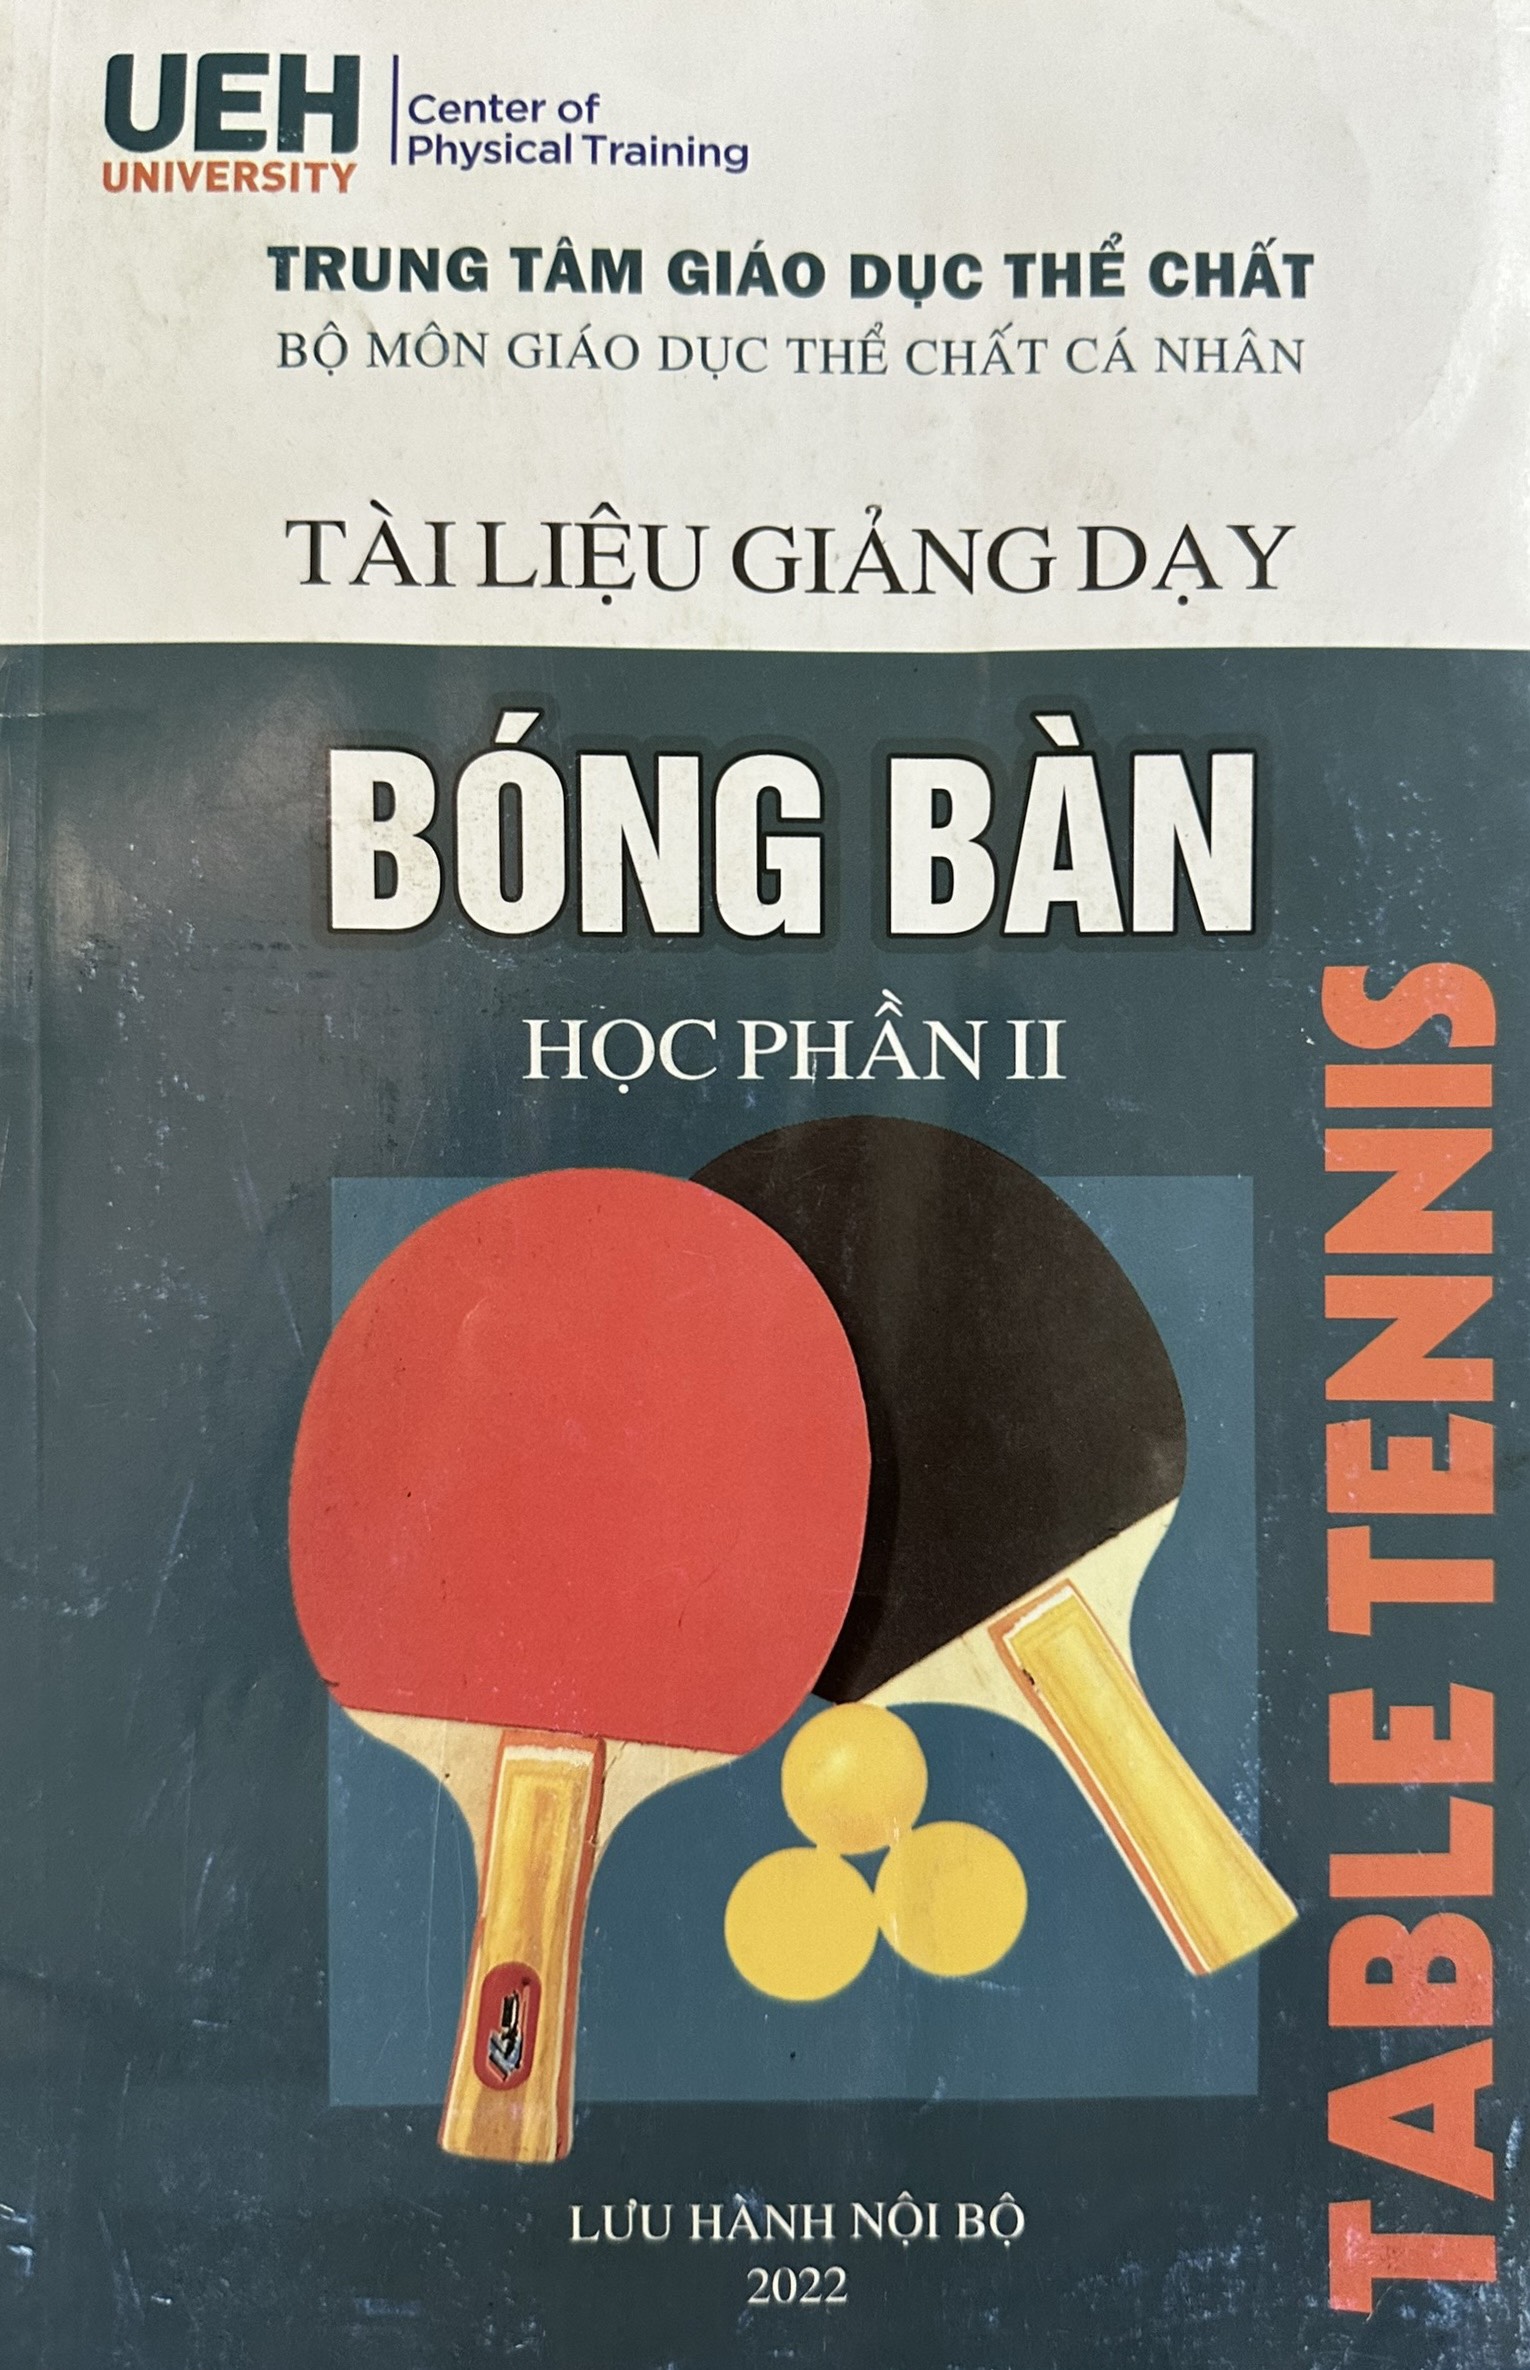 UEH
UNIVERSITY
Center of
Physical Training
TRUNG TÂM GIÁO DỤC THỂ CHẤT
BỘ MÔN GIÁO DỤC THỂ CHẤT CÁ NHÂN
TÀI LIỆU GIẢNG DẠY
BÓNG BÀN
HỌC PHẦN II
TABLE TENNIS
LƯU HÀNH NỘI BỘ
2022